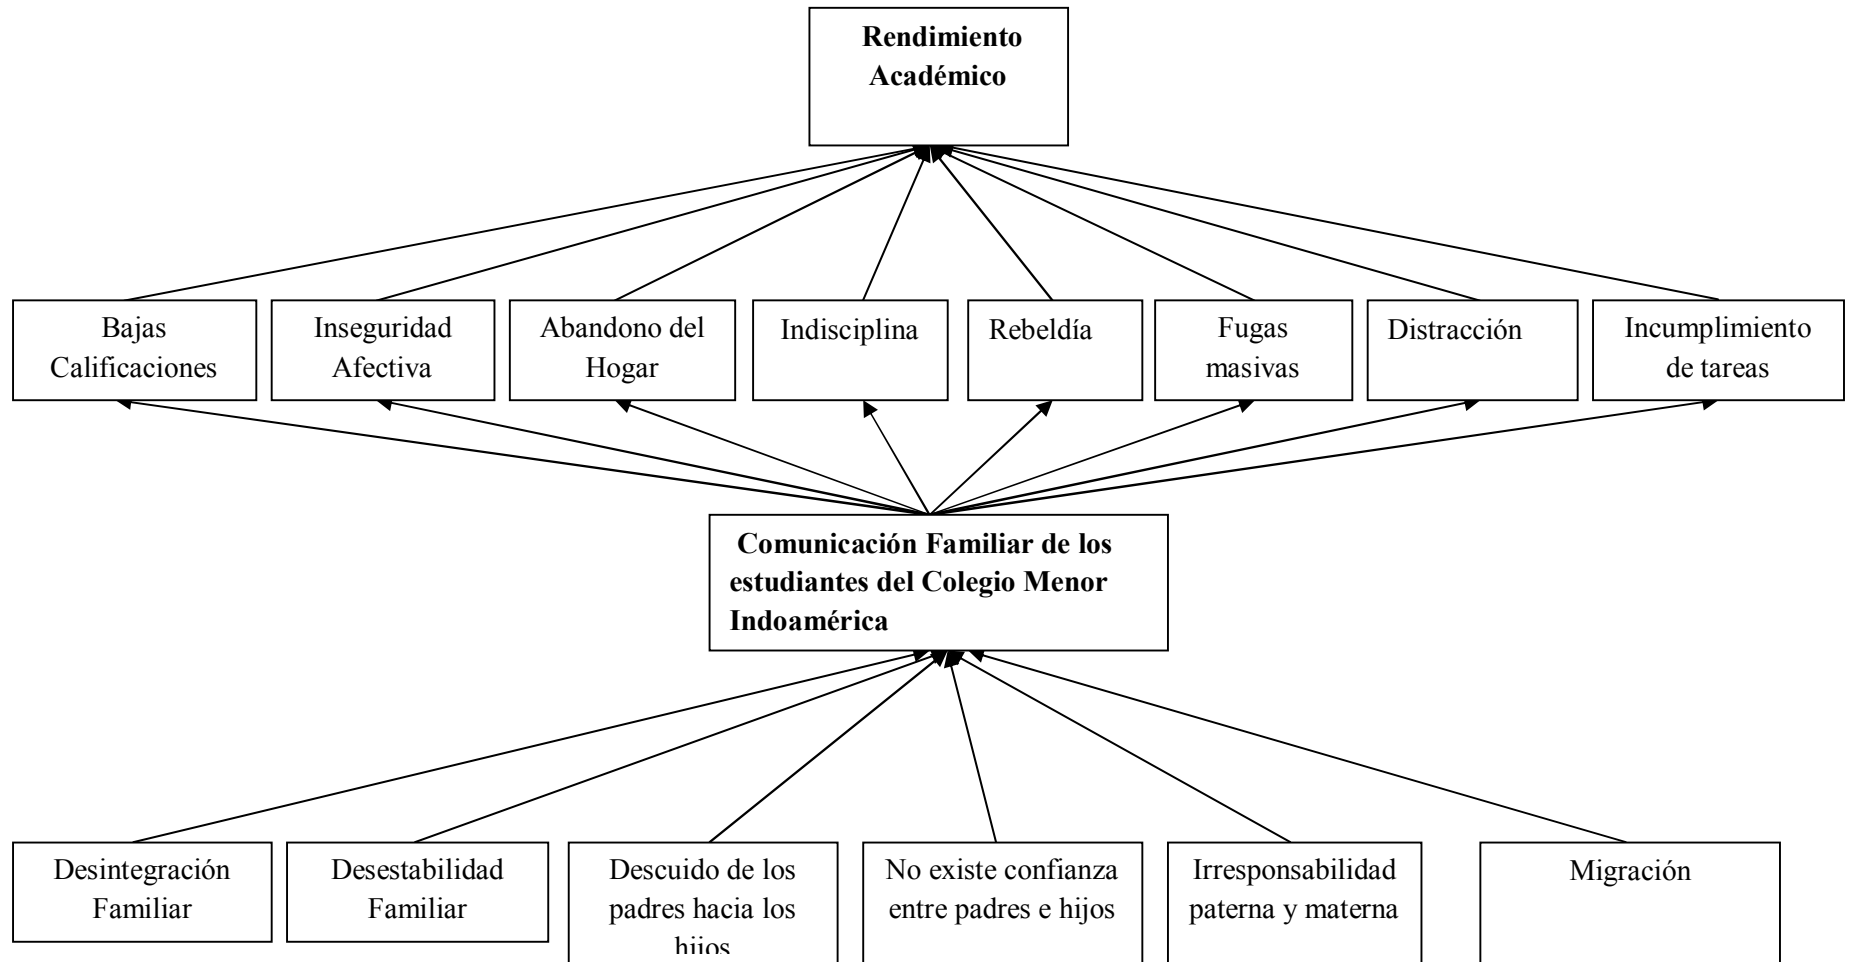 Rendimiento
Académico
Bajas
Calificaciones
Inseguridad
Afectiva
Abandono del
Hogar
Indisciplina
Rebeldía
Fugas
masivas
Distracción
Incumplimiento
de tareas
Comunicación Familiar de los
estudiantes del Colegio Menor
Indoamérica
Desintegración
Familiar
Desestabilidad
Familiar
Descuido de los
padres hacia los
hijos
No existe confianza
entre padres e hijos
Irresponsabilidad
paterna y materna
Migración